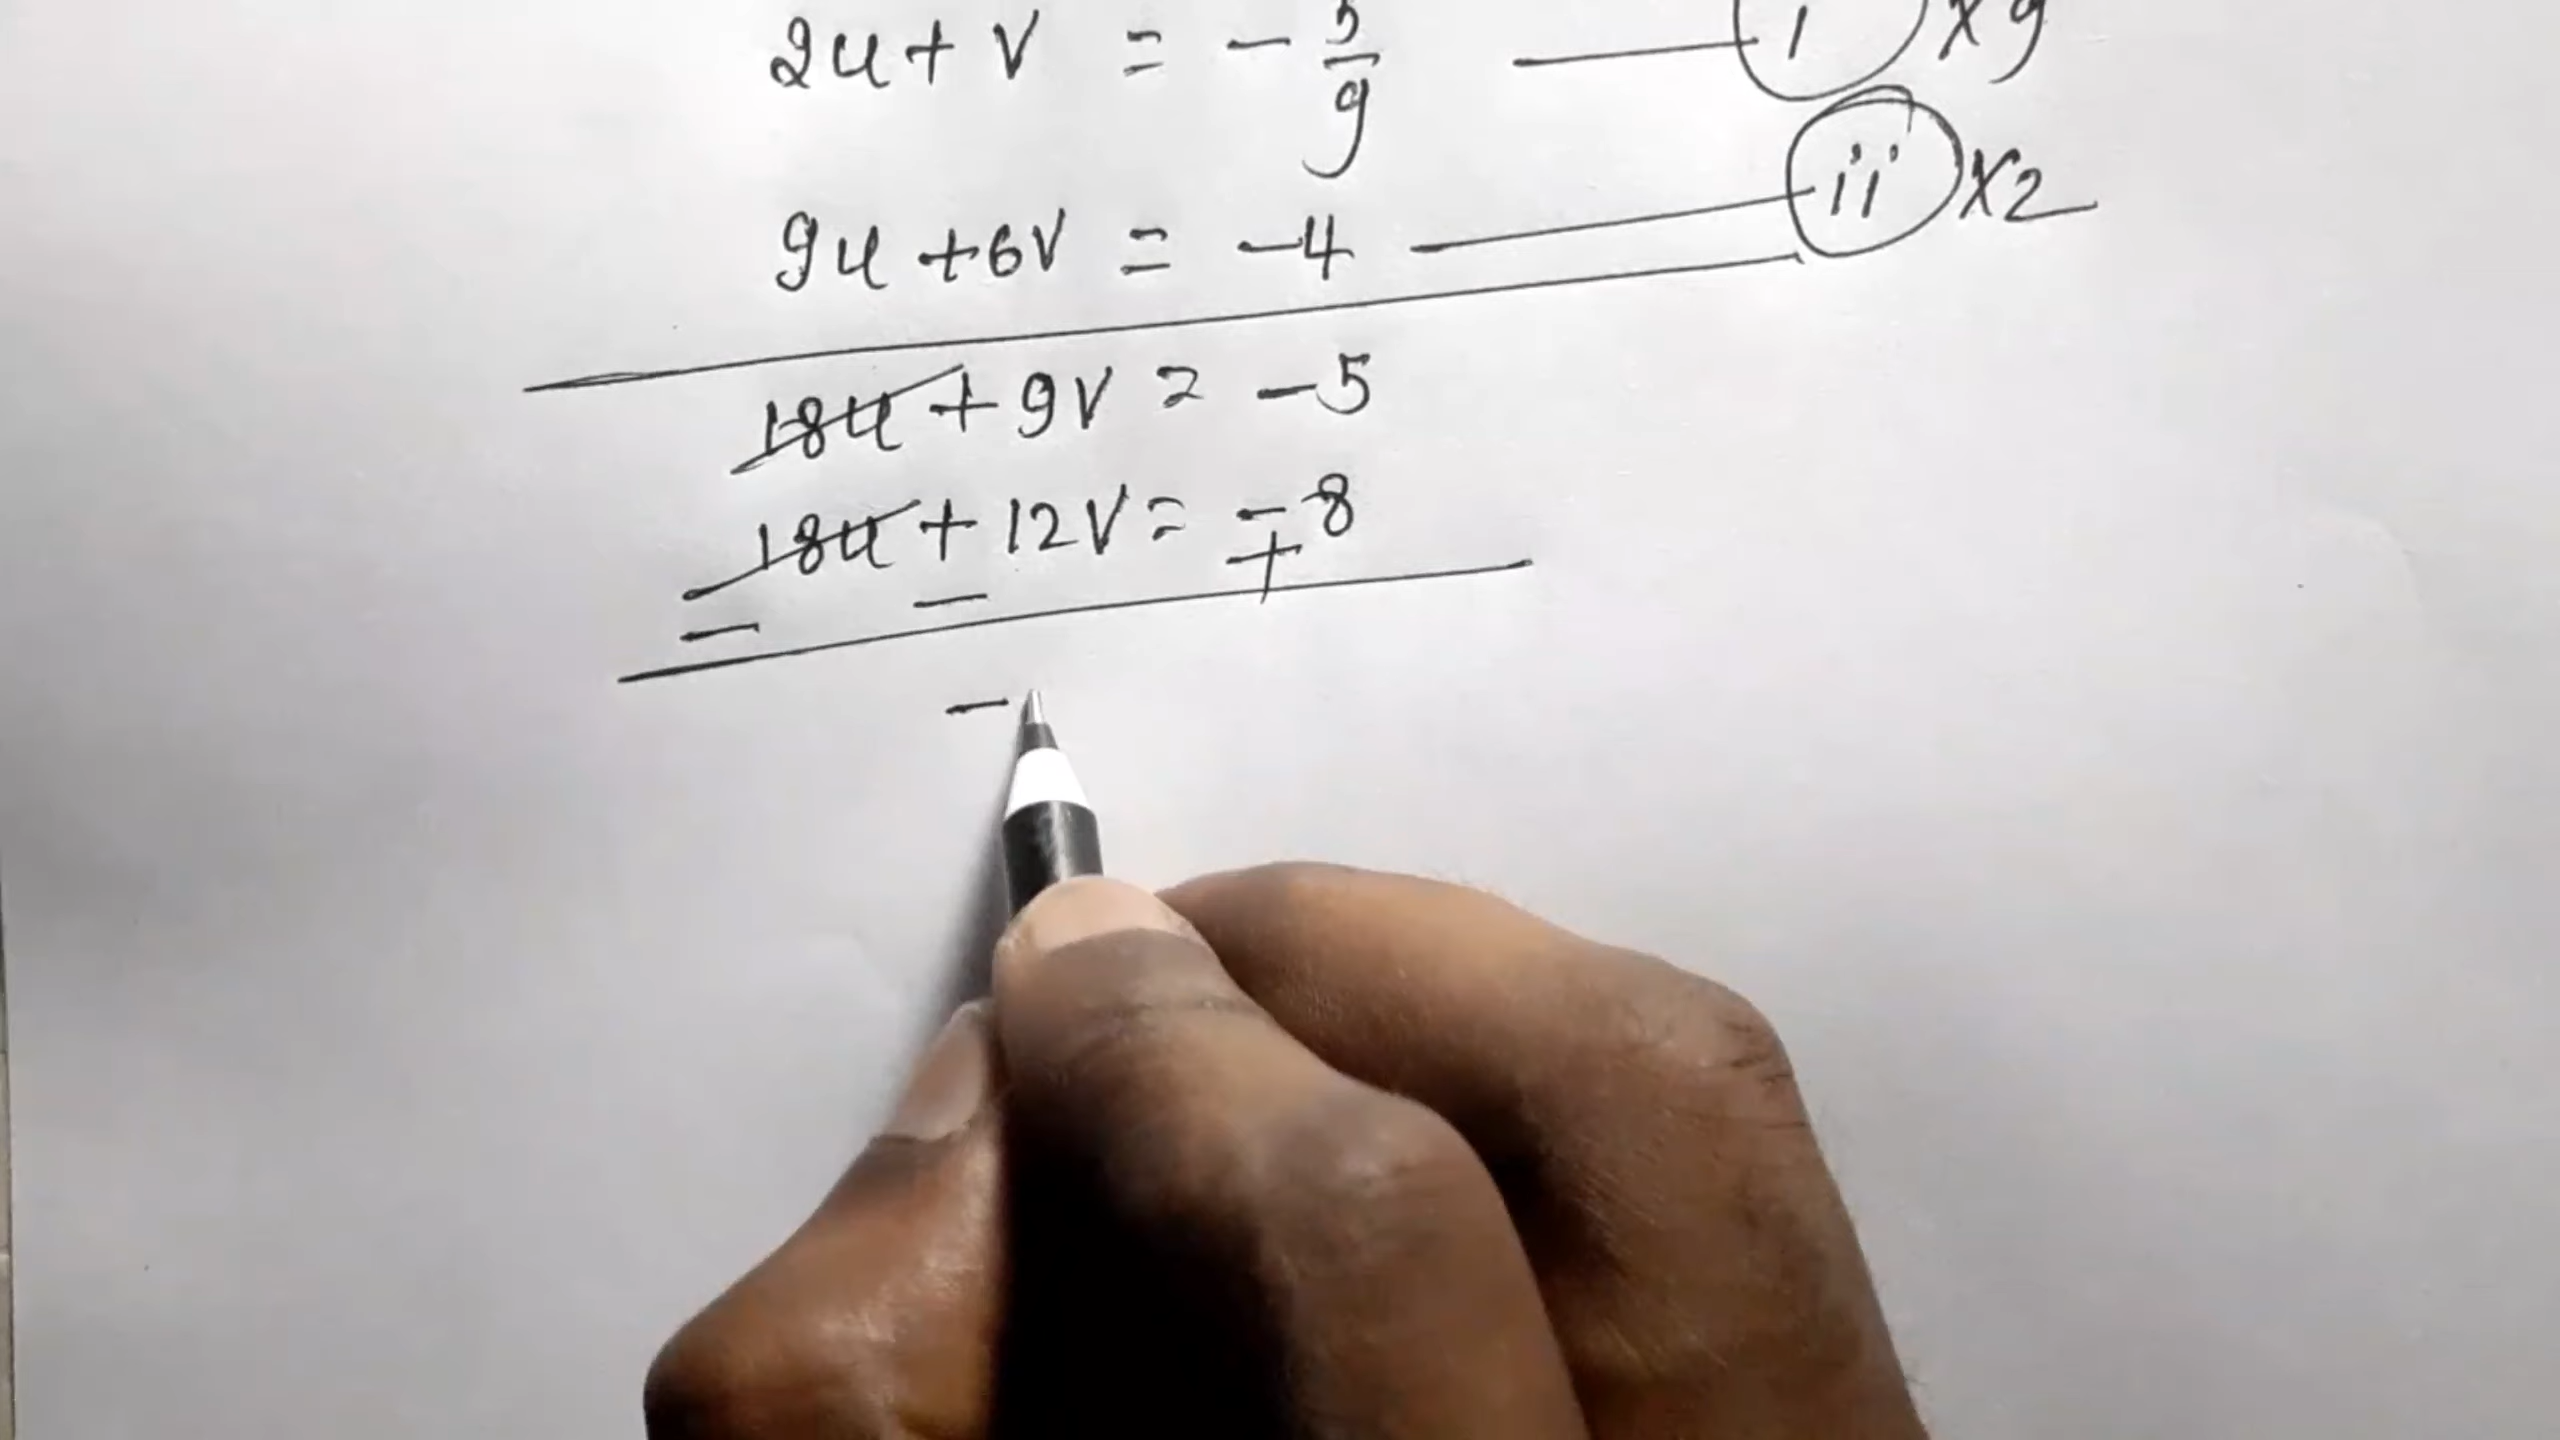 2u + v = - 5/9 —— i x9
9u + 6v = -4 —— ii x2
18u + 9v = -5
18u + 12v = -8
- - +
-